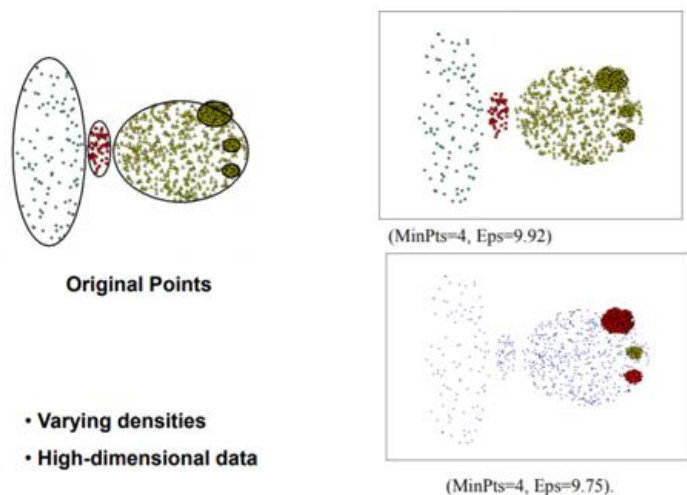 (MinPts=4, Eps=9.92)
Original Points
• Varying densities
• High-dimensional data
(MinPts=4, Eps=9.75).